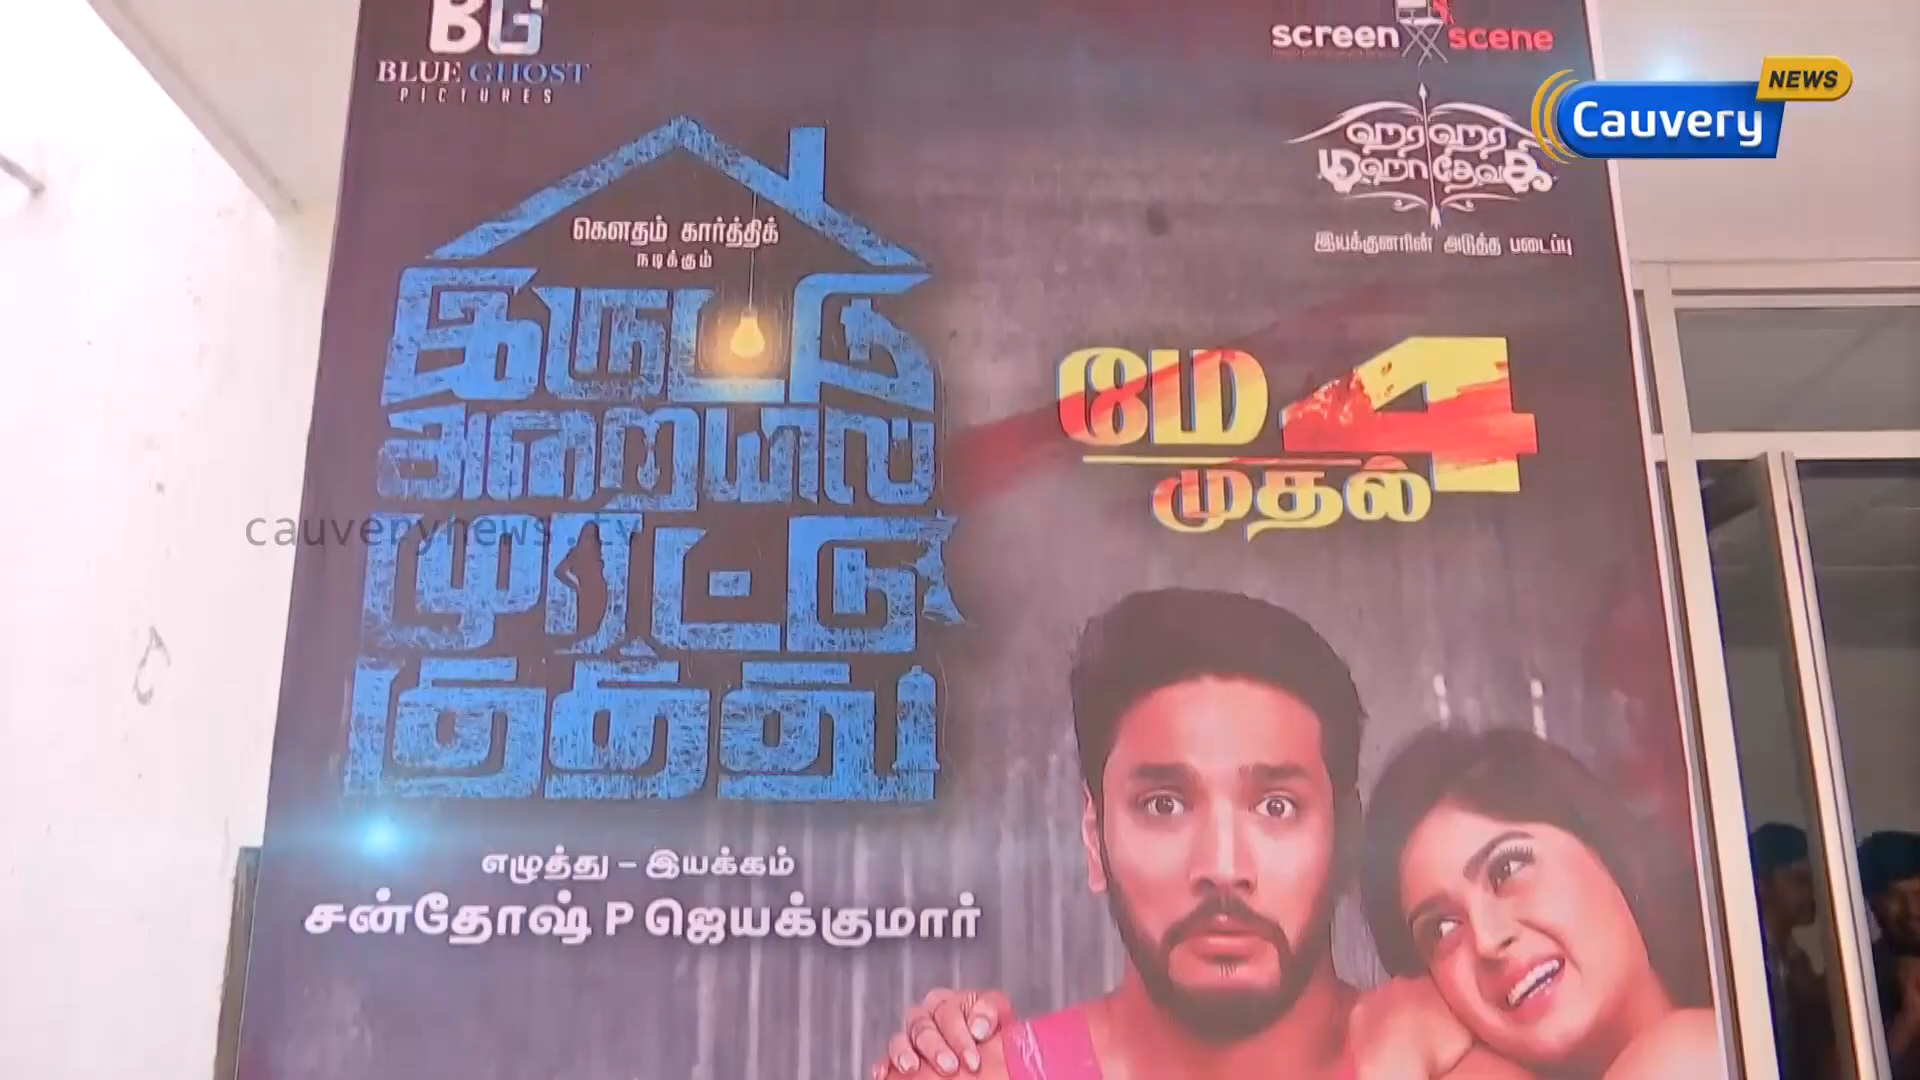 BG
BLUE GHOST
PICTURES
screen scene
NEWS
Cauvery
ஹரஹர
மஹாதேவகி
இயக்குனரின் அடுத்த படைப்பு
கௌதம் கார்த்திக்
நடிக்கும்
இருட்டு
அறையில்
முரட்டு
குத்து
மே 4
முதல்
cauverynews.tv
எழுத்து – இயக்கம்
சன்தோஷ் P ஜெயக்குமார்